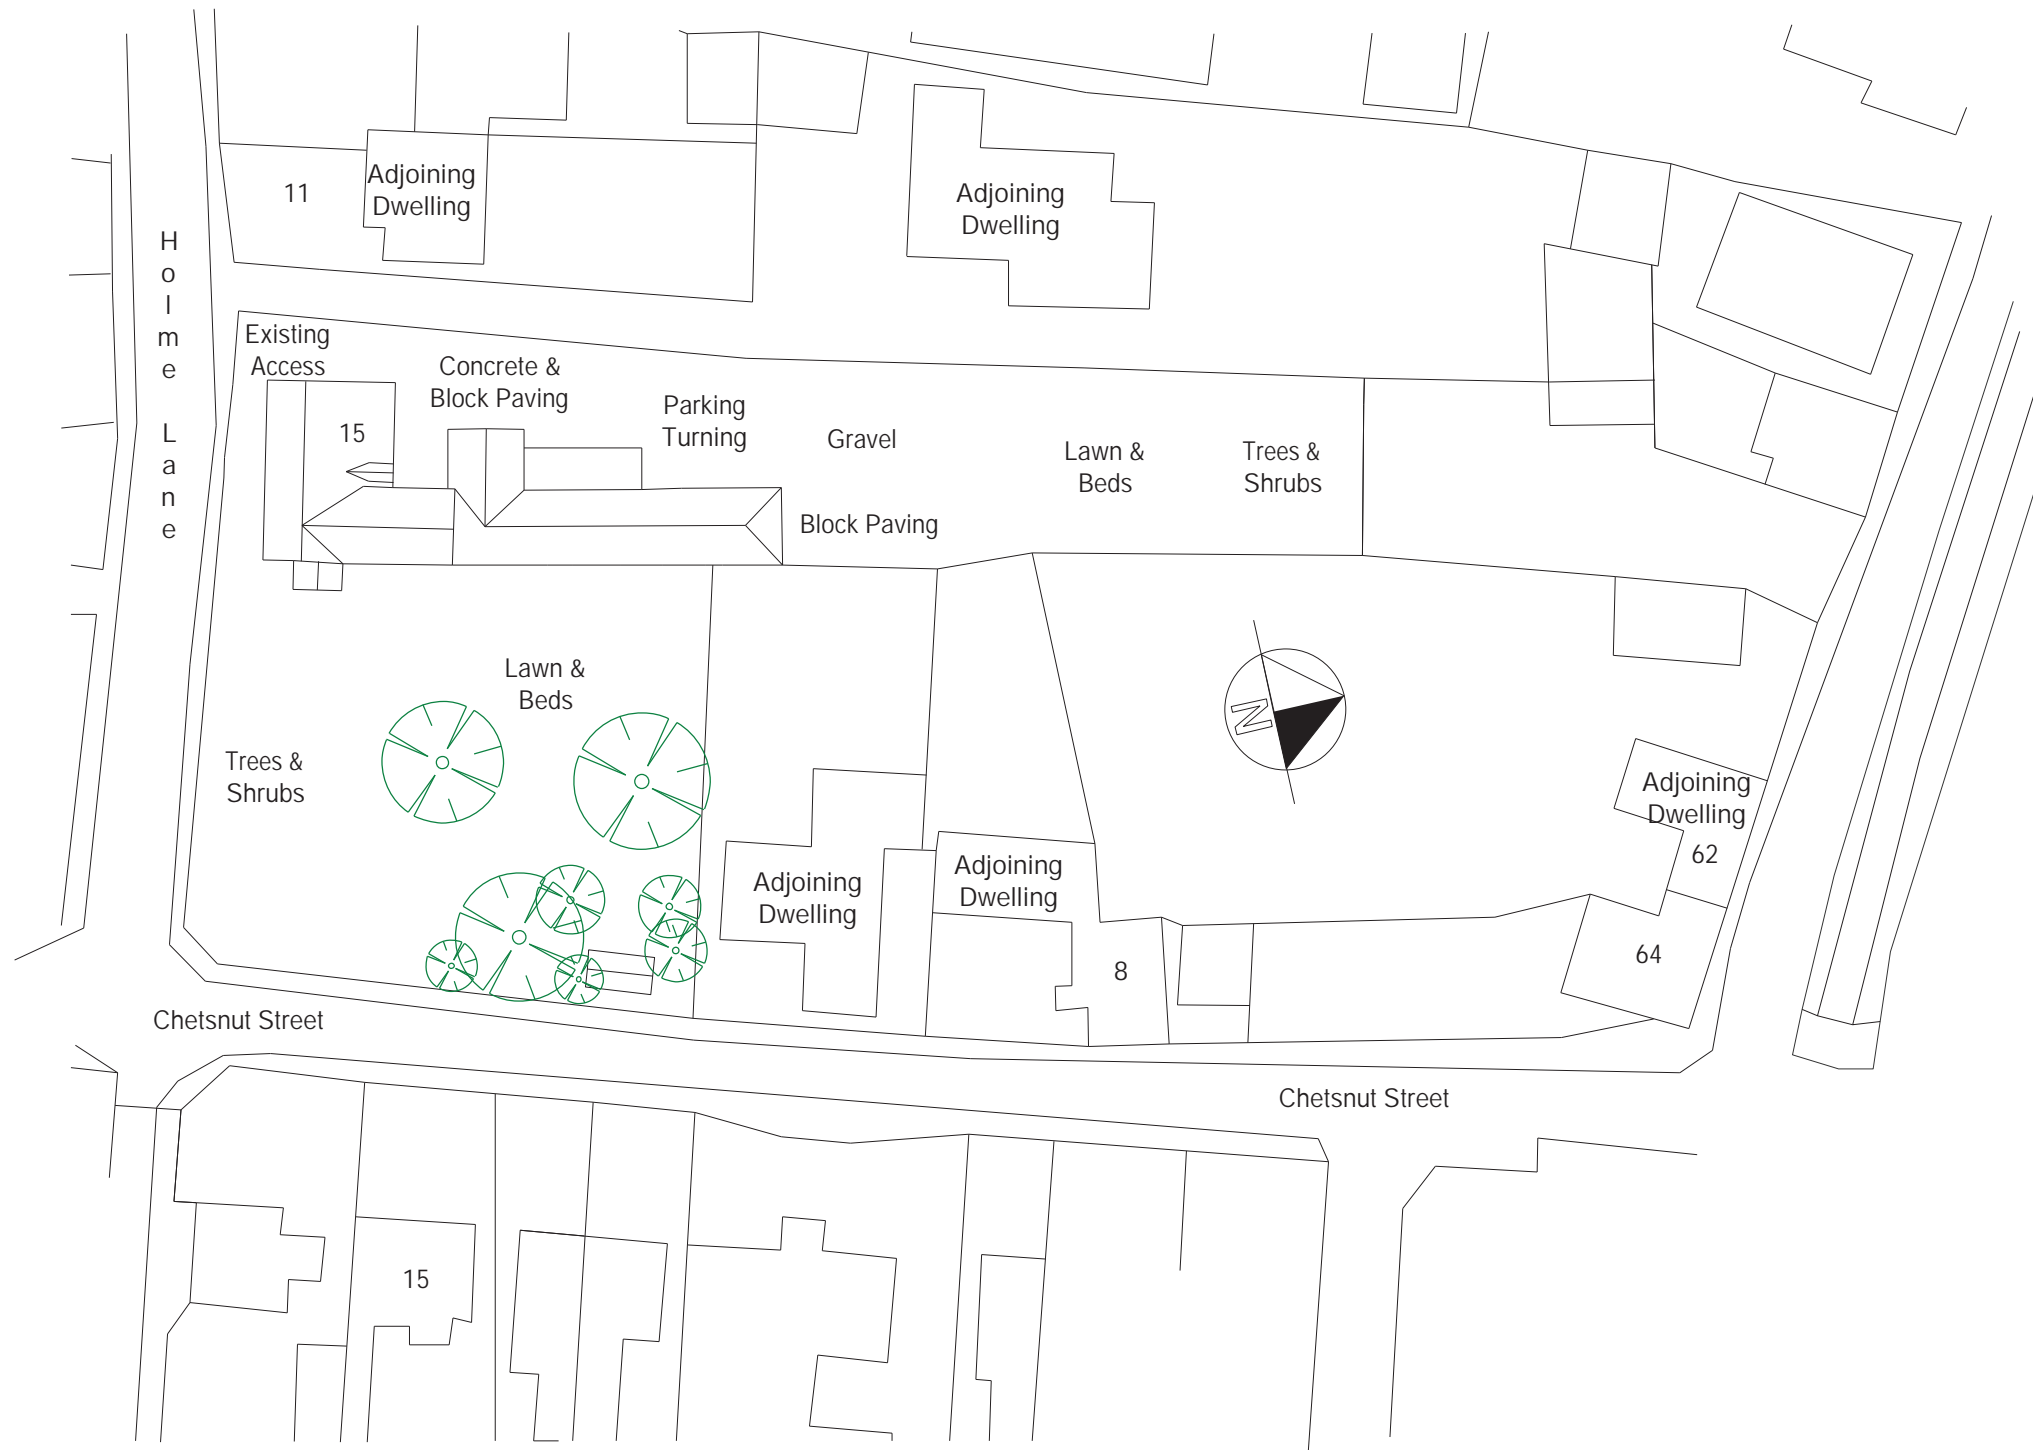 11
Adjoining
Dwelling
Adjoining
Dwelling
Holme Lane
Existing
Access
Concrete &
Block Paving
15
Parking
Turning
Gravel
Lawn &
Beds
Trees &
Shrubs
Block Paving
Lawn &
Beds
N
Trees &
Shrubs
Adjoining
Dwelling
62
Adjoining
Dwelling
Adjoining
Dwelling
8
64
Chetsnut Street
Chetsnut Street
15